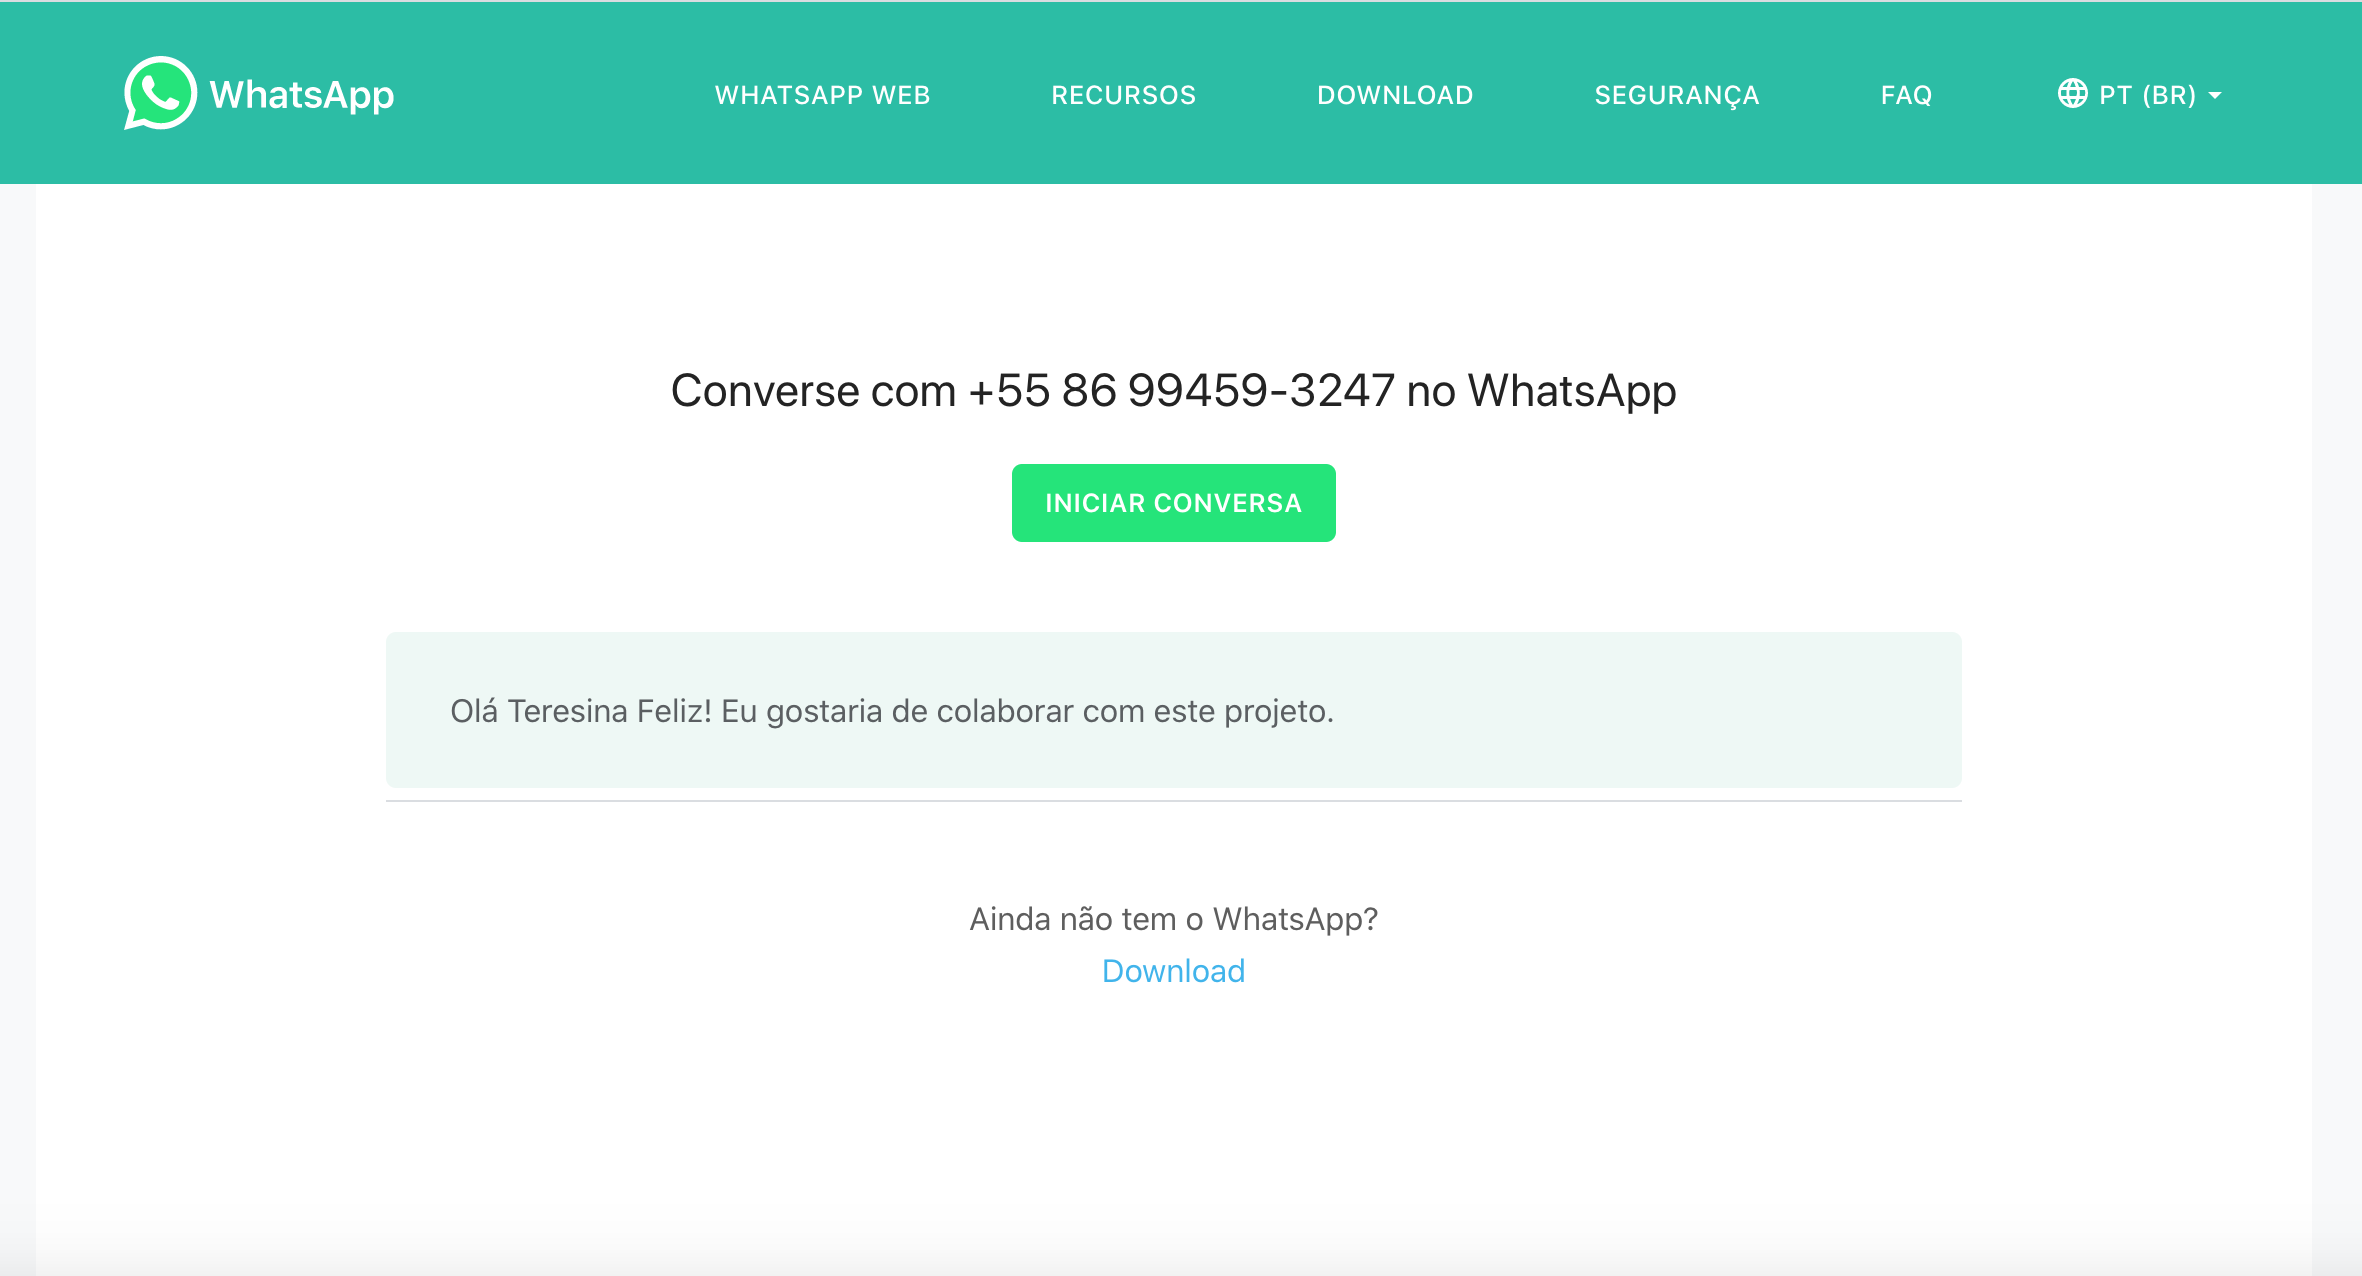 WhatsApp
WHATSAPP WEB
RECURSOS
DOWNLOAD
SEGURANÇA
FAQ
PT (BR)
Converse com +55 86 99459-3247 no WhatsApp
INICIAR CONVERSA
Olá Teresina Feliz! Eu gostaria de colaborar com este projeto.
Ainda não tem o WhatsApp?
Download